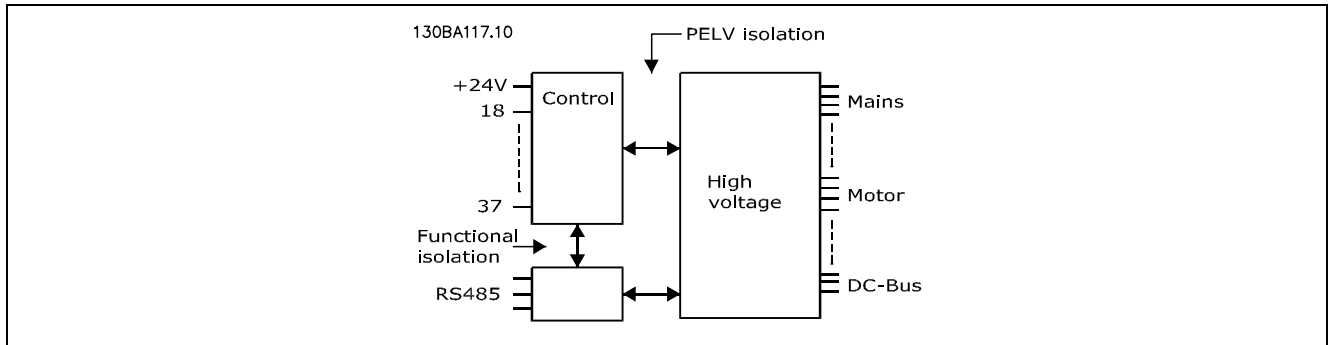 130BA117.10
PELV isolation
+24V
Control
18
Mains
High
voltage
Motor
37
Functional
isolation
RS485
DC-Bus